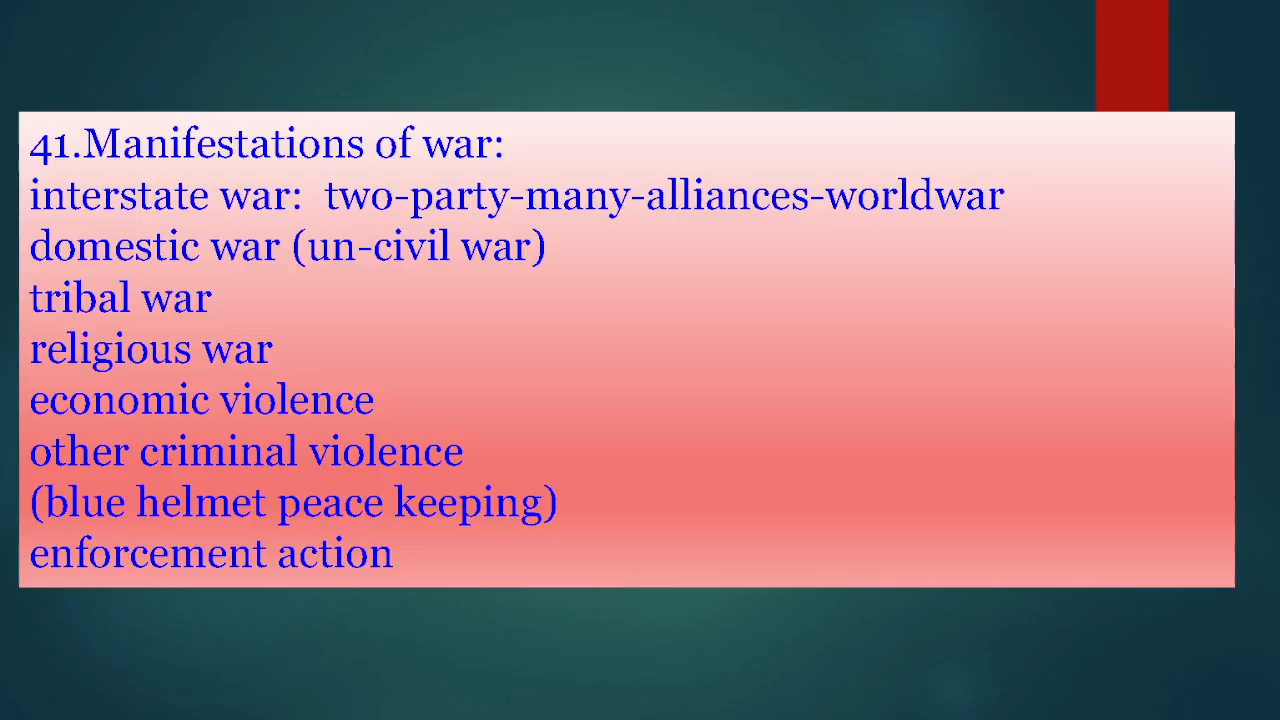 41.Manifestations of war:
interstate war:  two-party-many-alliances-worldwar
domestic war (un-civil war)
tribal war
religious war
economic violence
other criminal violence
(blue helmet peace keeping)
enforcement action